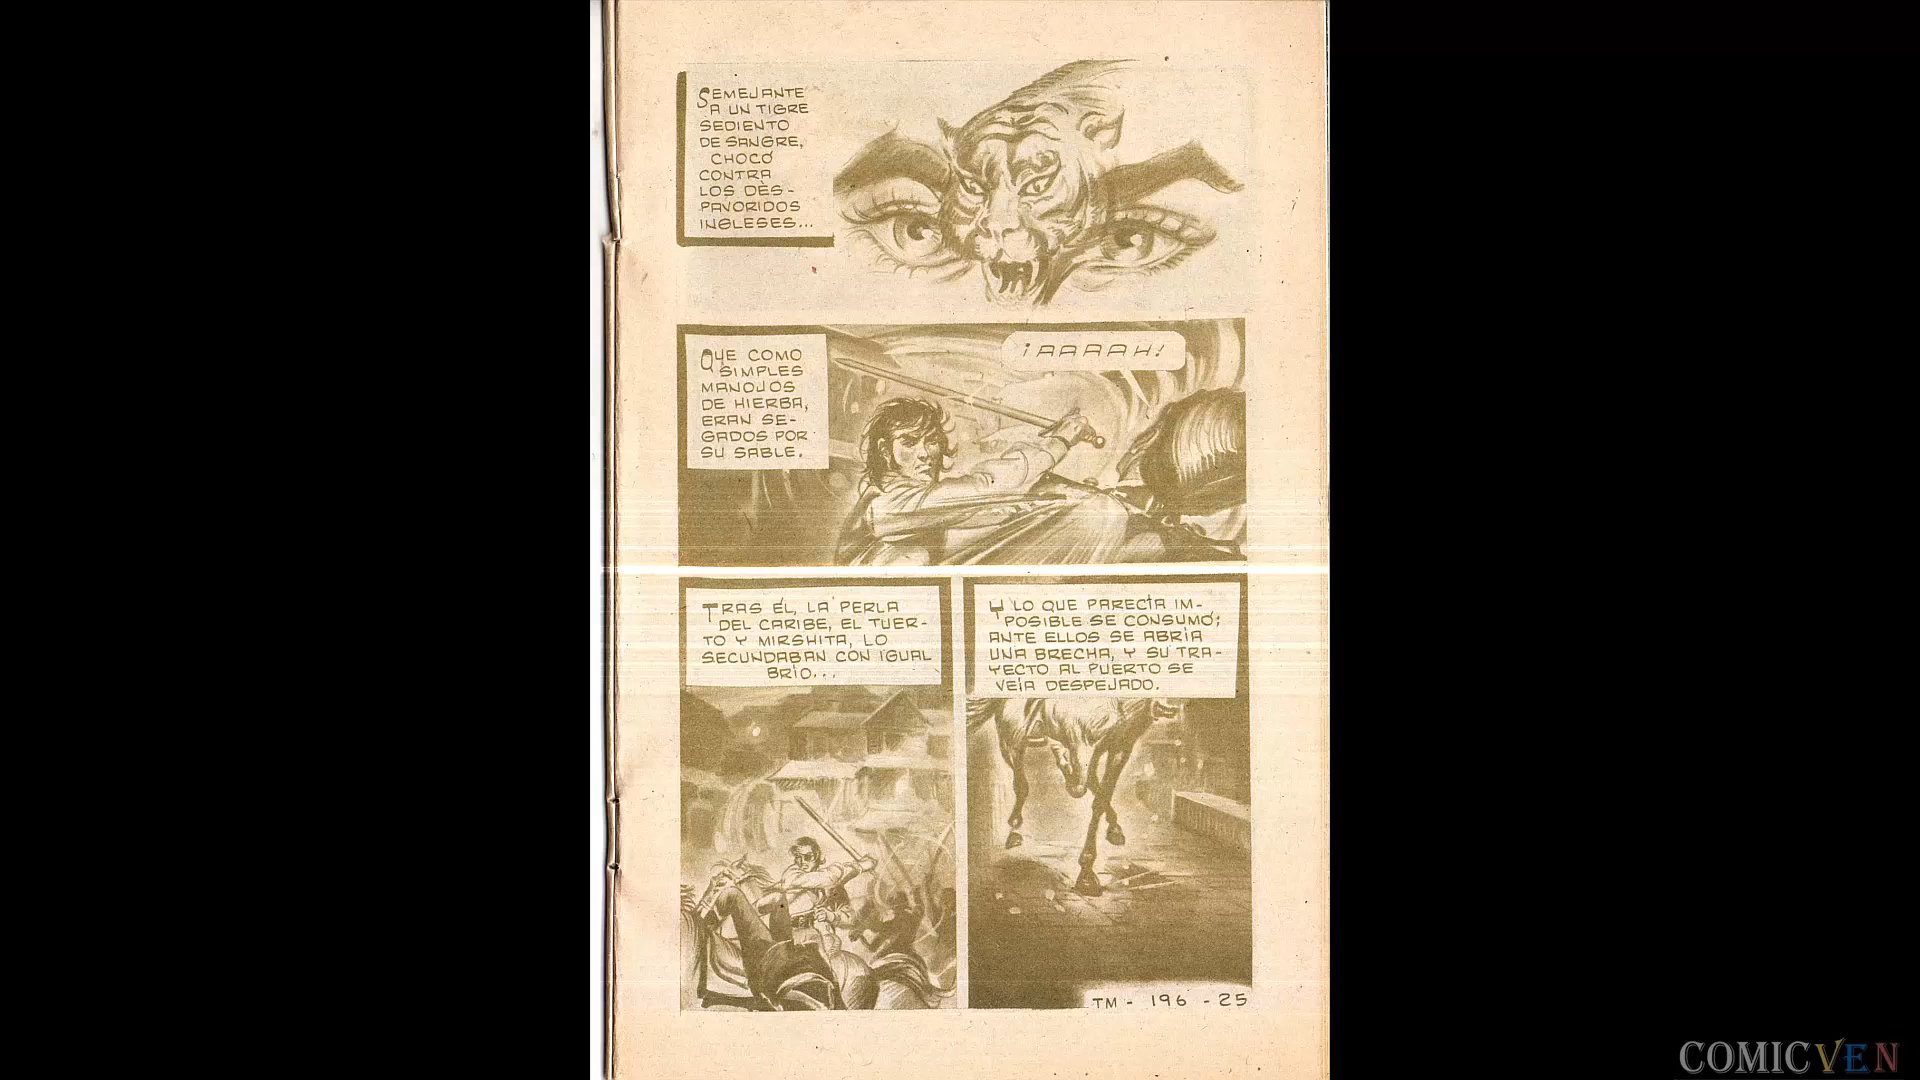 SEMEJANTE
A UN TIGRE
SEDIENTO
DE SANGRE,
CHOCÓ
CONTRA
LOS DES-
PAVORIDOS
INGLESES...
QUE COMO
SIMPLES
MANOJOS
DE HIERBA,
ERAN SE-
GADOS POR
SU SABLE.
¡AAAAH!
TRAS ÉL, LA PERLA
DEL CARIBE, EL TUER-
TO Y MIRSHITA, LO
SECUNDABAN CON IGUAL
BRÍO...
Y LO QUE PARECÍA IM-
POSIBLE SE CONSUMÓ;
ANTE ELLOS SE ABRÍA
UNA BRECHA, Y SU TRA-
YECTO AL PUERTO SE
VEÍA DESPEJADO.
TM - 196 - 25
COMICVEN